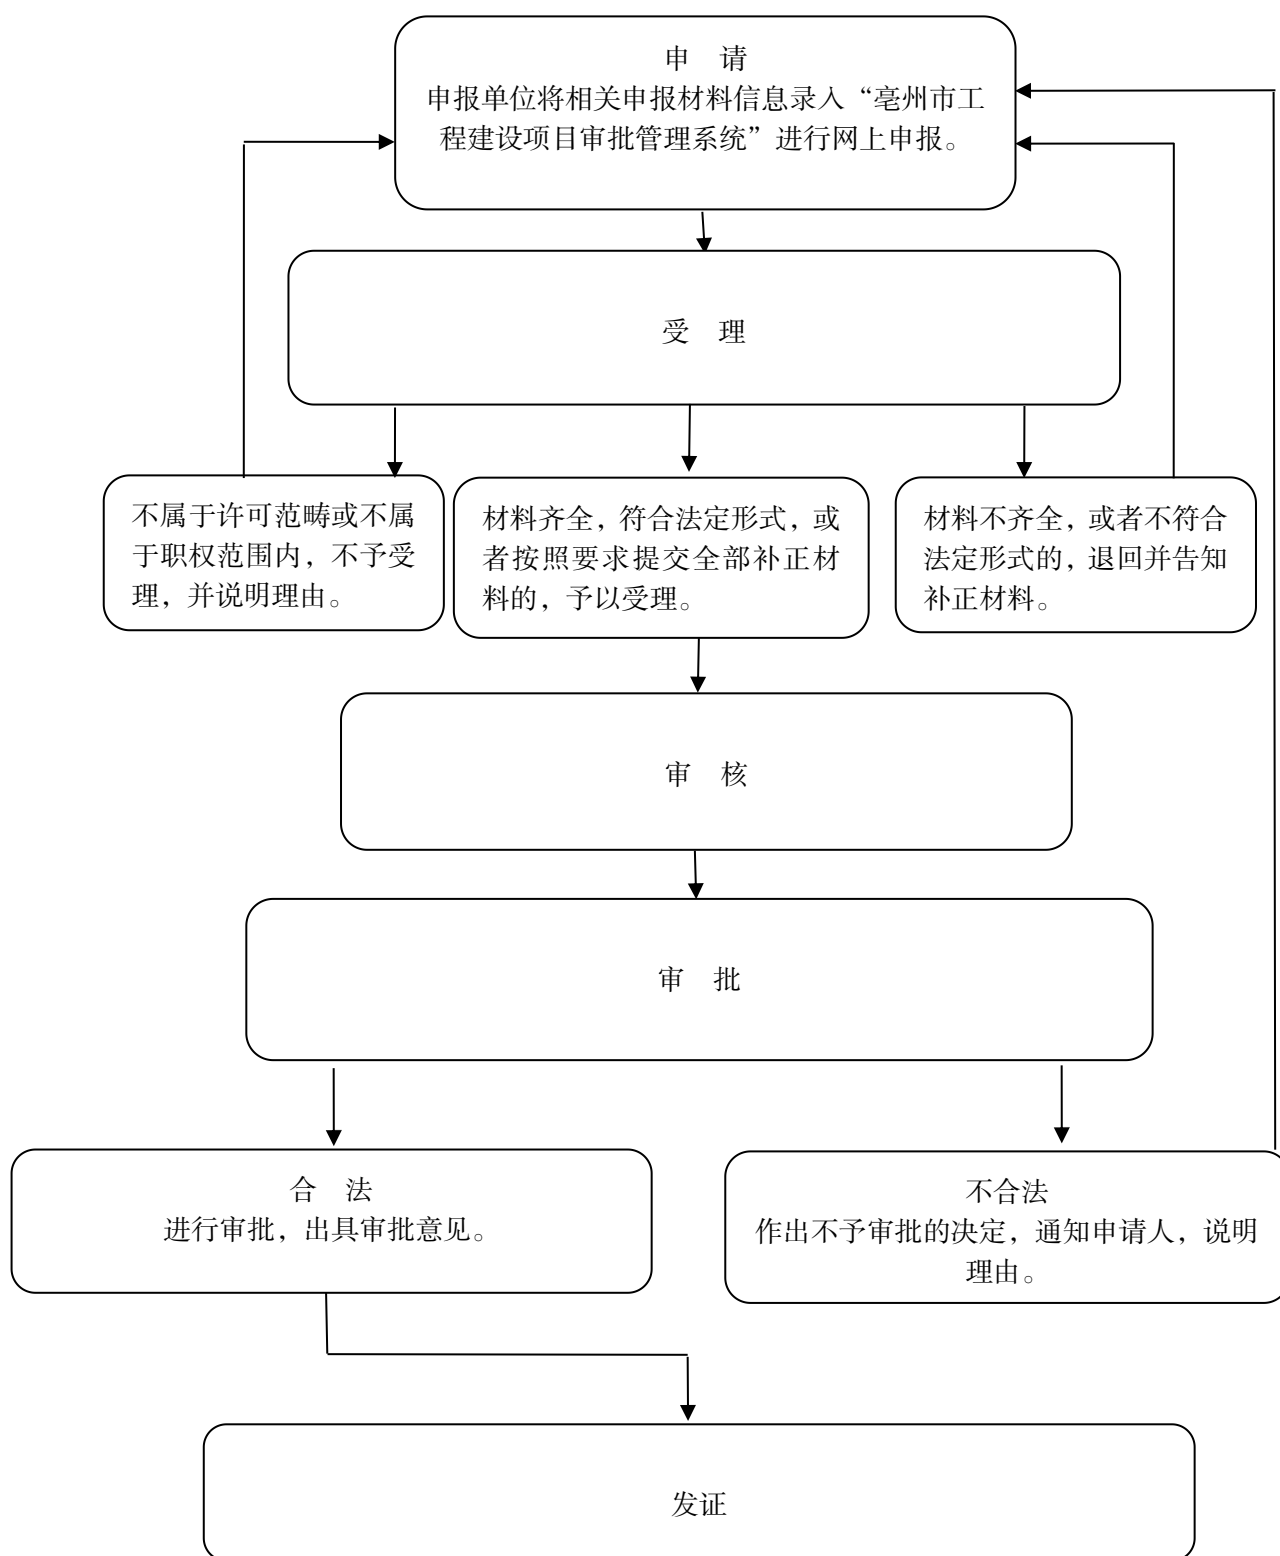 申 请
申报单位将相关申报材料信息录入“亳州市工
程建设项目审批管理系统”进行网上申报。
受 理
不属于许可范畴或不属
于职权范围内，不予受
理，并说明理由。
材料齐全，符合法定形式，或
者按照要求提交全部补正材
料的，予以受理。
材料不齐全，或者不符合
法定形式的，退回并告知
补正材料。
审 核
审 批
合 法
进行审批，出具审批意见。
不合法
作出不予审批的决定，通知申请人，说明
理由。
发证